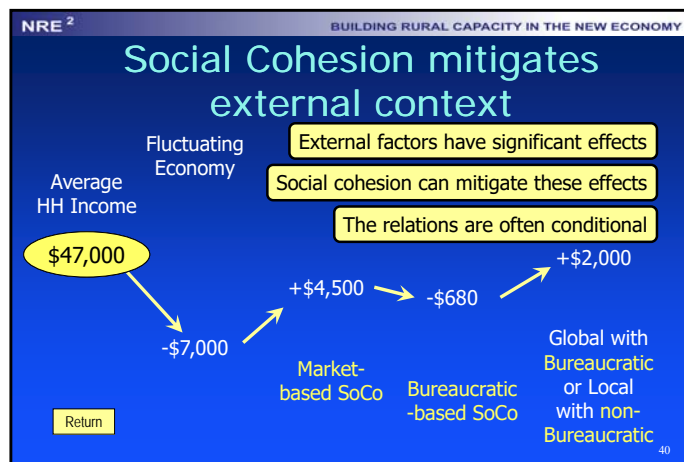 NRE 2
BUILDING RURAL CAPACITY IN THE NEW ECONOMY
Social Cohesion mitigates
external context
Fluctuating
Economy
External factors have significant effects
Social cohesion can mitigate these effects
The relations are often conditional
Average
HH Income
$47,000
-$7,000
+$4,500
-$680
+$2,000
Market-
based SoCo
Bureaucratic
-based SoCo
Global with
Bureaucratic
or Local
with non-
Bureaucratic
Return
40